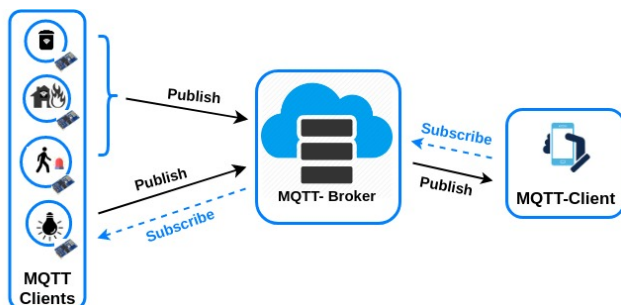 Publish
Publish
Subscribe
MQTT- Broker
Subscribe
Publish
MQTT-Client
MQTT
Clients